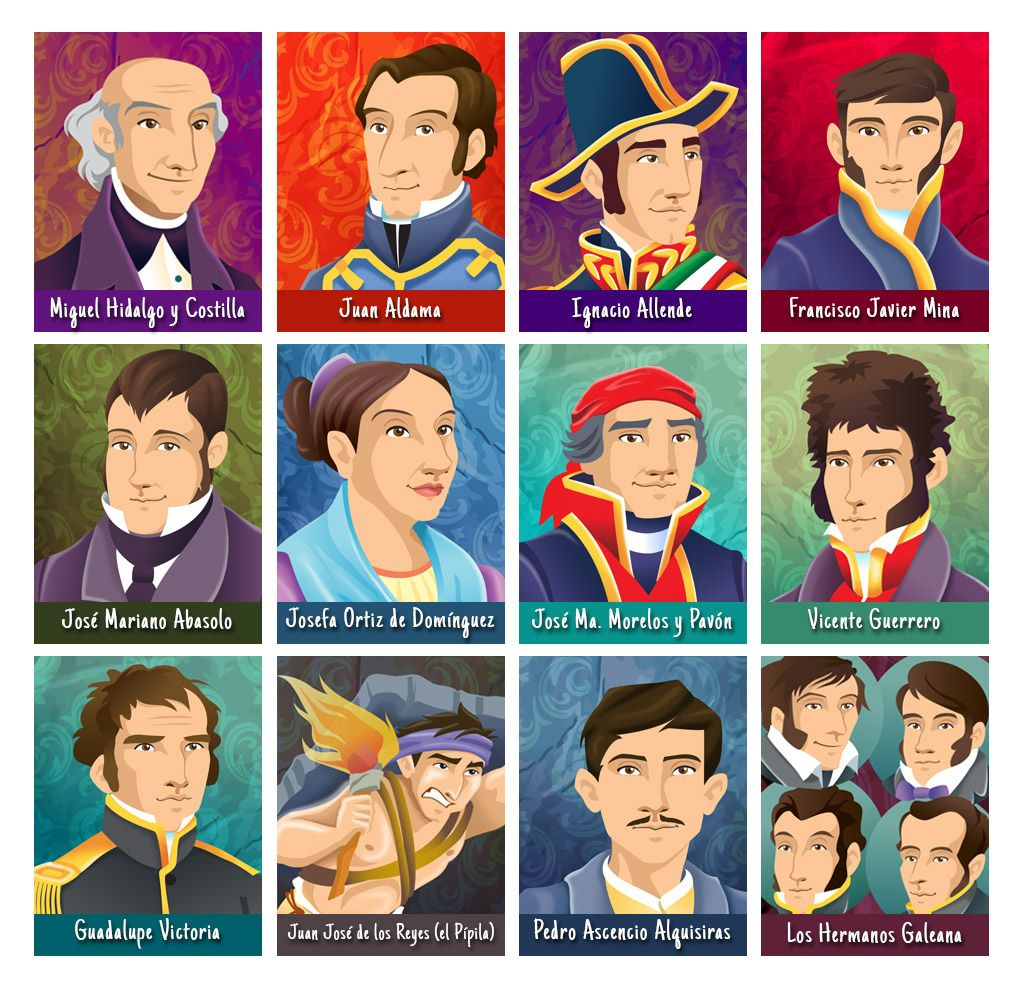 Miguel Hidalgo y Costilla
Juan Aldama
Ignacio Allende
Francisco Javier Mina
José Mariano Abasolo
Josefa Ortiz de Domínguez
José Ma. Morelos y Pavón
Vicente Guerrero
Guadalupe Victoria
Juan José de los Reyes (el Pípila)
Pedro Ascencio Alquisiras
Los Hermanos Galeana